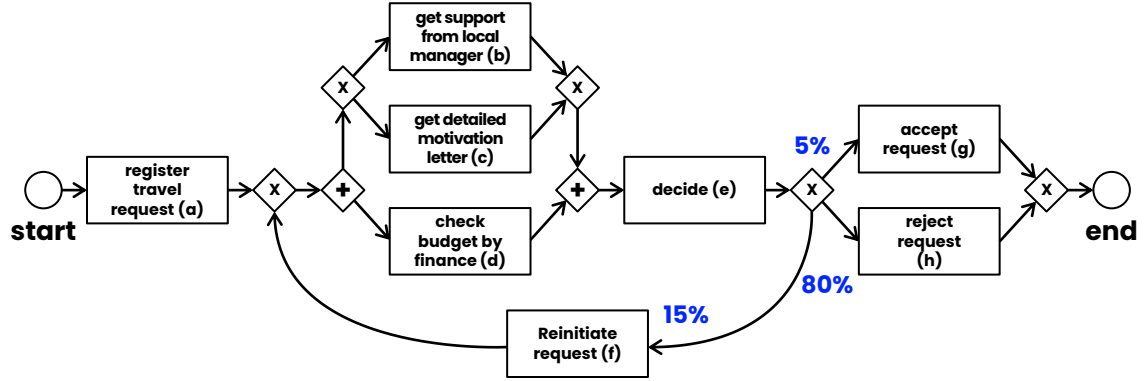 get support
from local
manager (b)
X
X
get detailed
motivation
letter (c)
register
travel
request (a)
X
+
check
budget by
finance (d)
+
decide (e)
5%
X
accept
request (g)
reject
request
(h)
X
start
end
80%
15%
Reinitiate
request (f)